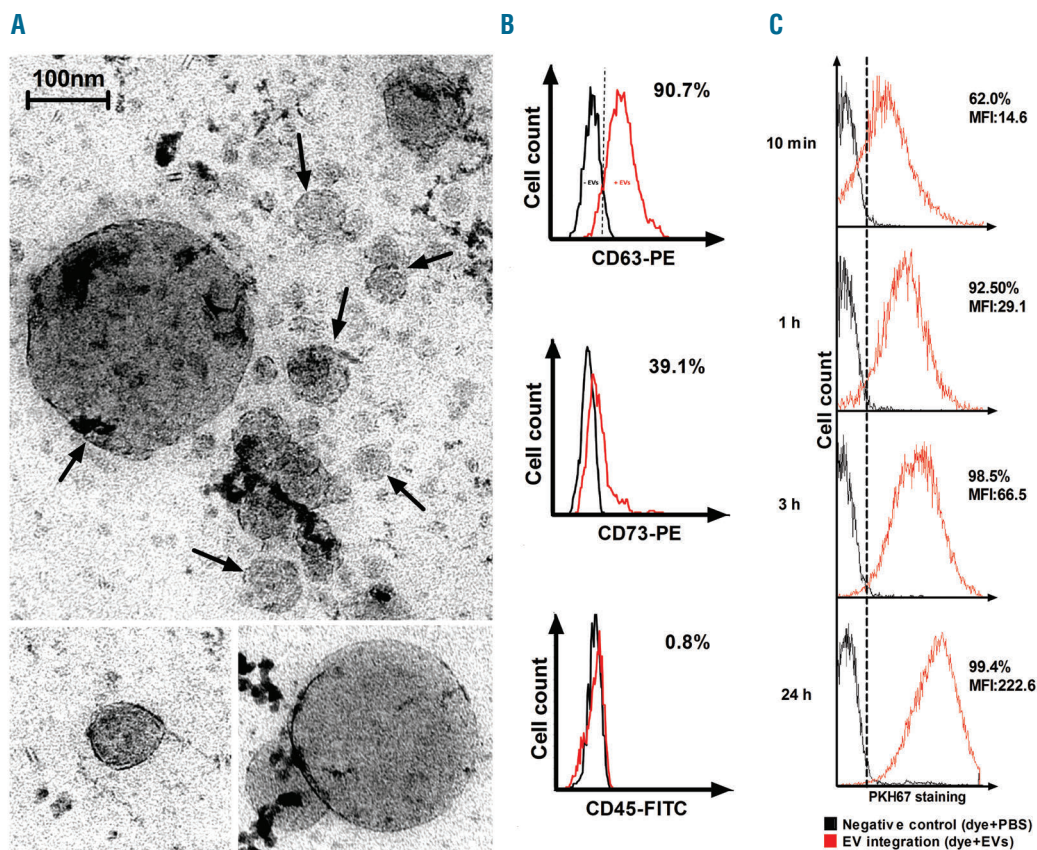 A
B
C
100nm
Cell count
90.7%
- EVs
+ EVs
CD63-PE
Cell count
39.1%
CD73-PE
Cell count
0.8%
CD45-FITC
Cell count
10 min
62.0%
MFI:14.6
1 h
92.50%
MFI:29.1
3 h
98.5%
MFI:66.5
24 h
99.4%
MFI:222.6
PKH67 staining
Negative control (dye+PBS)
EV integration (dye+EVs)